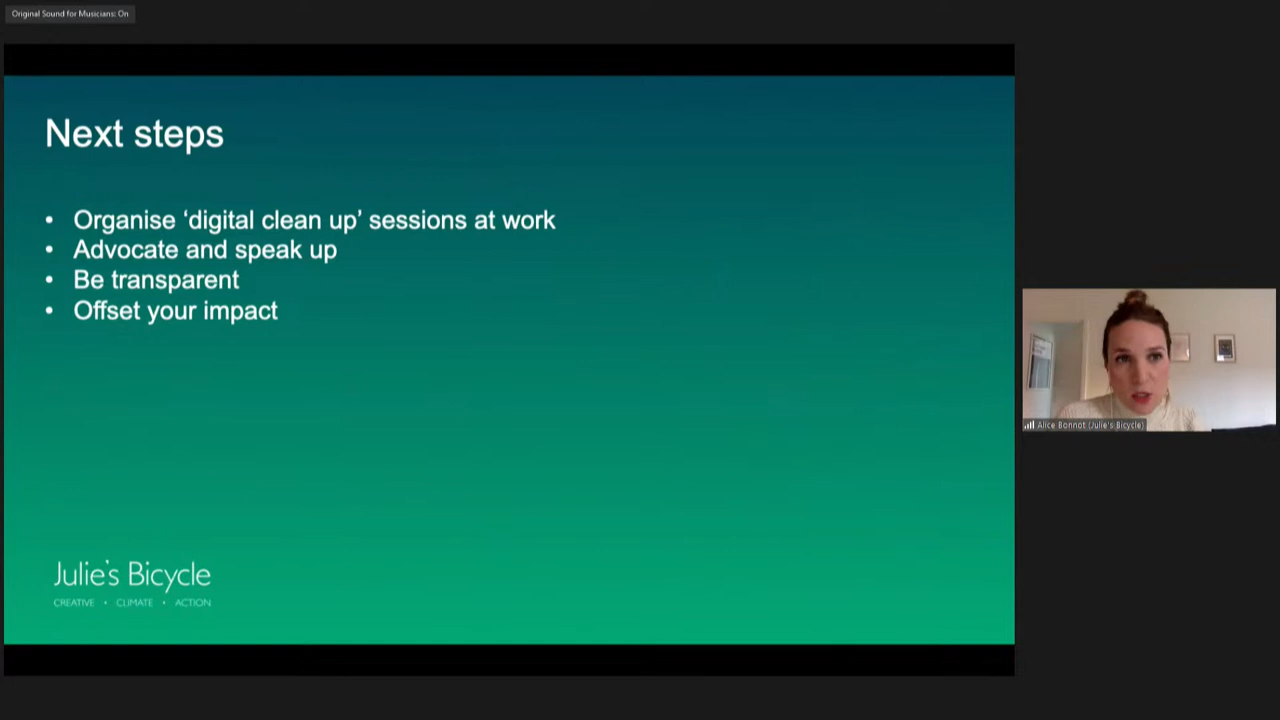 Original Sound for Musicians: On
Next steps
• Organise ‘digital clean up’ sessions at work
• Advocate and speak up
• Be transparent
• Offset your impact
Julie's Bicycle
CREATIVE • CLIMATE • ACTION
Alice Bonnot (Julie's Bicycle)